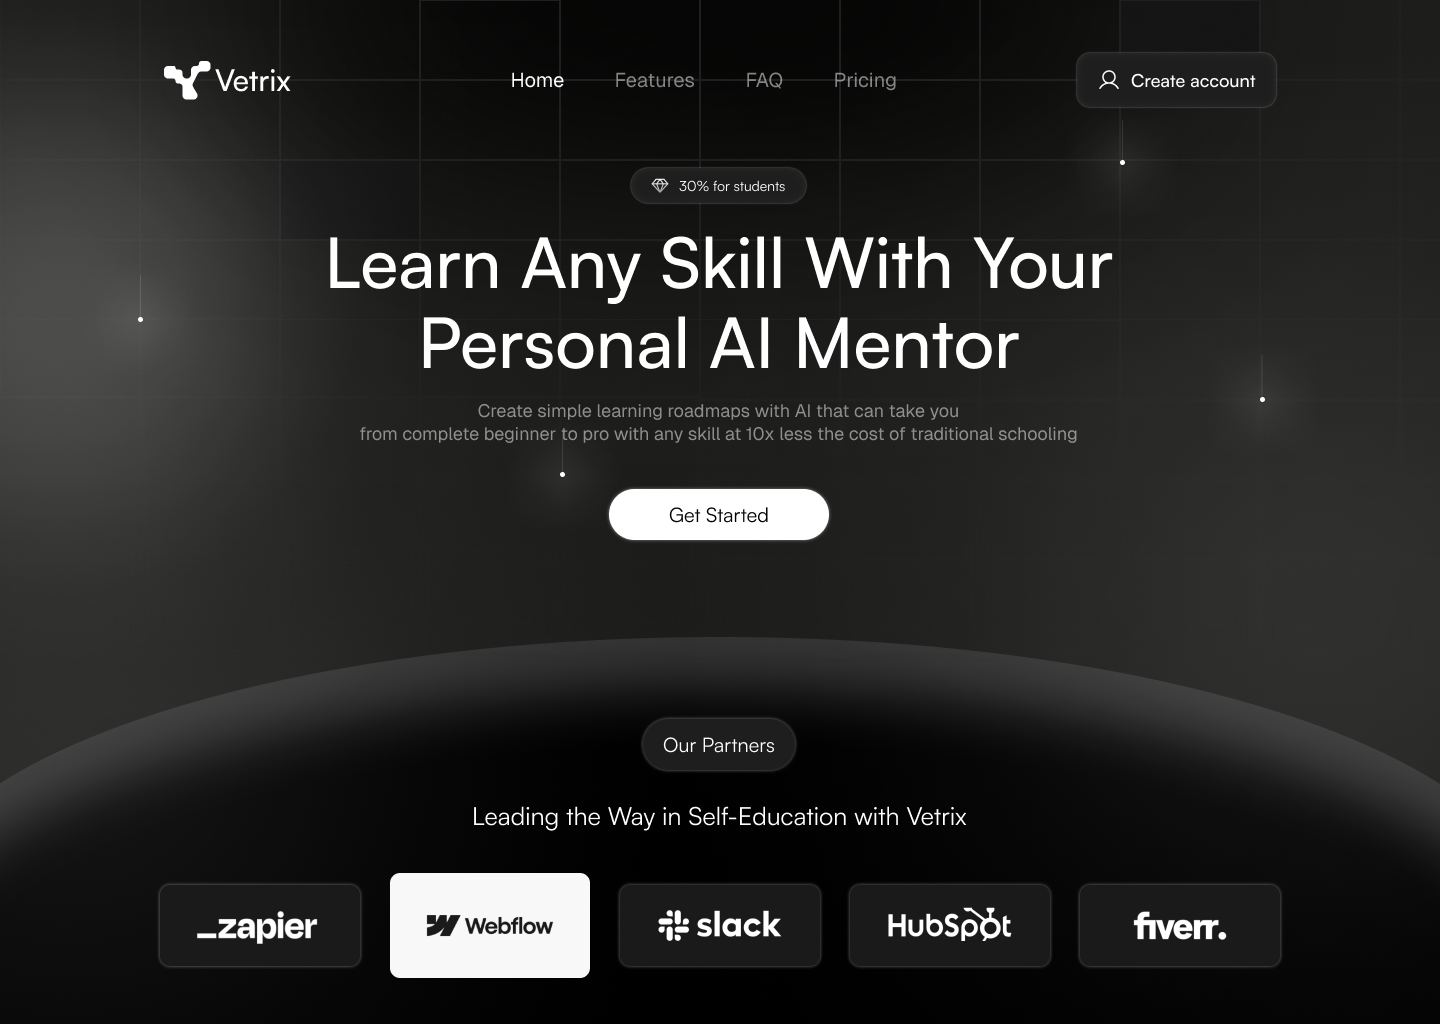 Vetrix
Home
Features
FAQ
Pricing
Create account
30% for students
Learn Any Skill With Your
Personal AI Mentor
Create simple learning roadmaps with AI that can take you
from complete beginner to pro with any skill at 10x less the cost of traditional schooling
Get Started
Our Partners
Leading the Way in Self-Education with Vetrix
_zapier
Webflow
slack
HubSpot
fiverr.